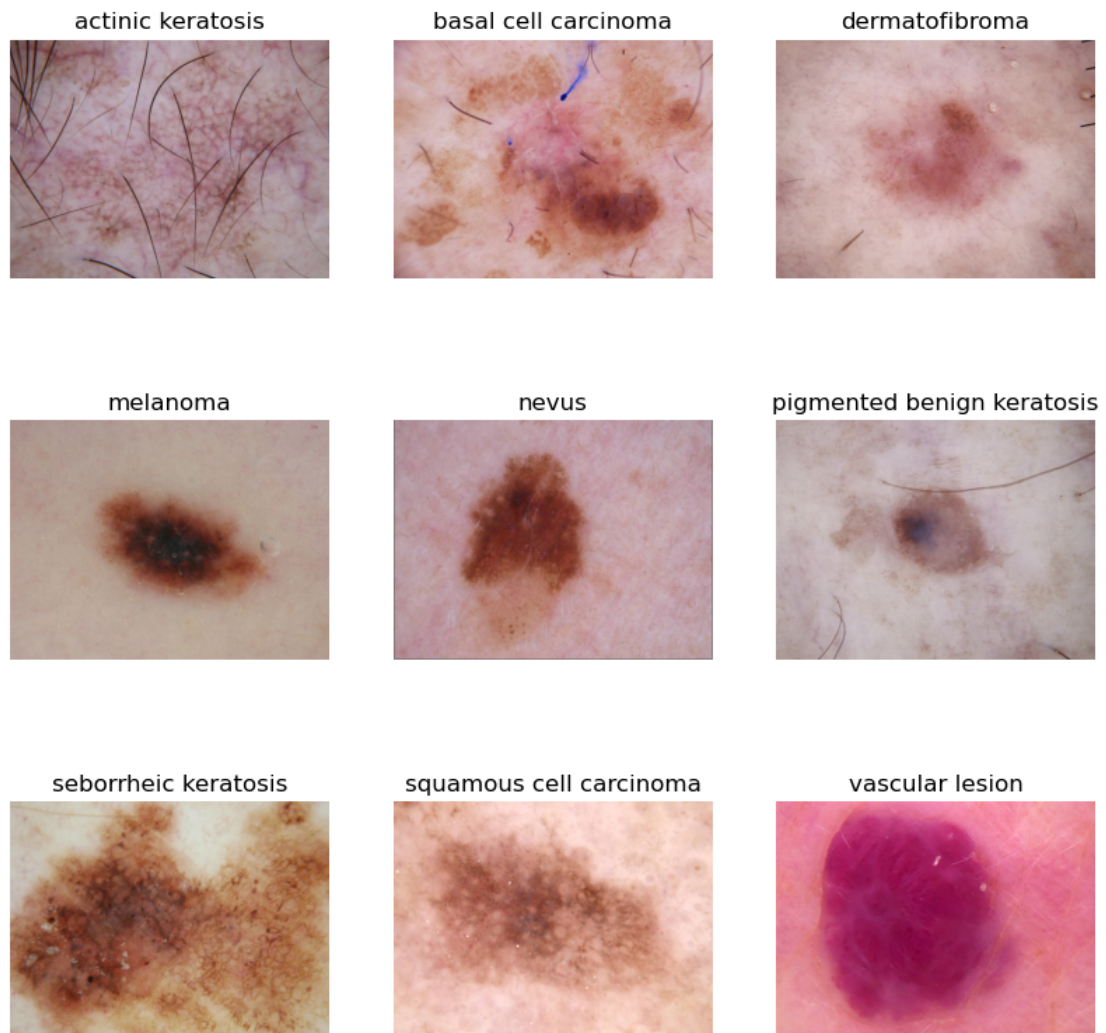 actinic keratosis
basal cell carcinoma
dermatofibroma
melanoma
nevus
pigmented benign keratosis
seborrheic keratosis
squamous cell carcinoma
vascular lesion